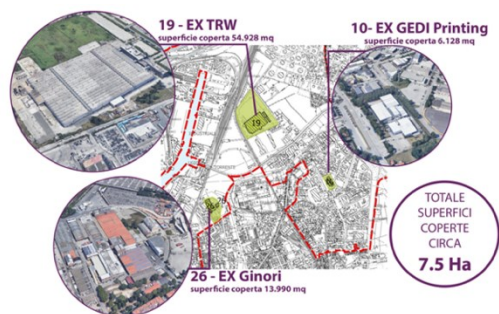 19 - EX TRW
superficie coperta 54.928 mq
10- EX GEDI Printing
superficie coperta 6.128 mq
19
26 - EX Ginori
superficie coperta 13.990 mq
TOTALE
SUPERFICI
COPERTE
CIRCA
7.5 Ha